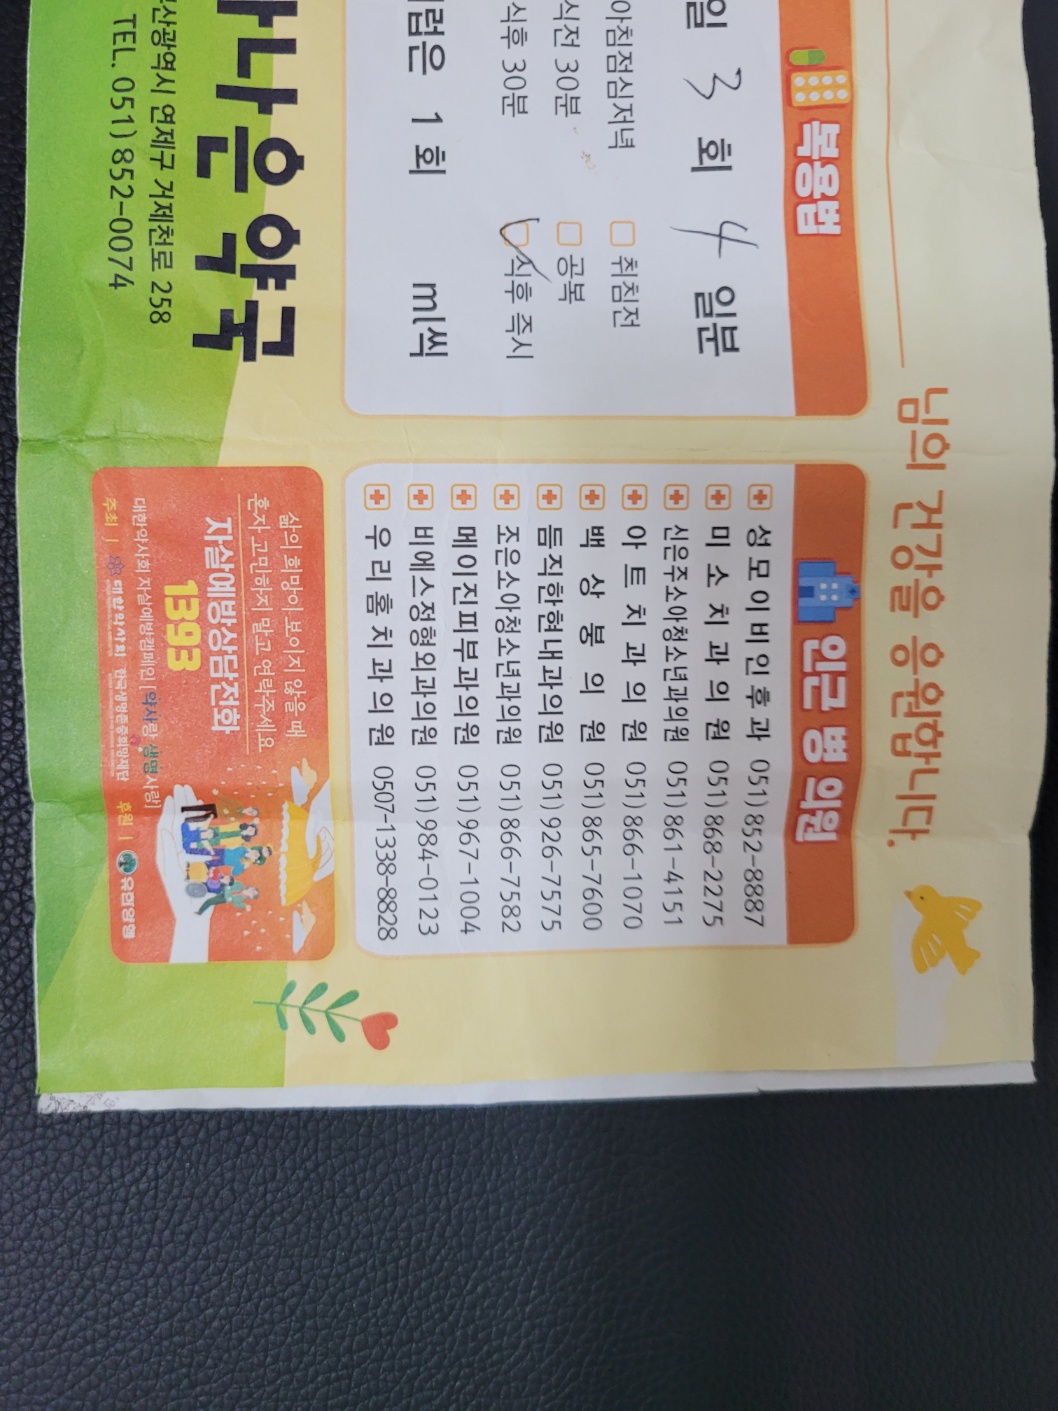 님의 건강을 응원합니다.
복용법
일 3 회 4 일분
아침점심저녁 취침전
식전 30분 공복
식후 30분 식후 즉시
럽은 1 회 ml씩
나은약국
산광역시 연제구 거제천로 258
TEL. 051) 852-0074
인근 병 의원
성모이비인후과 051)852-8887
미소치과의원 051)868-2275
신은주소아청소년과의원 051)861-4151
아트치과의원 051)866-1070
백상봉의원 051)865-7600
듬직한현내과의원 051)926-7575
조은소아청소년과의원 051)866-7582
메이진피부과의원 051)967-1004
비에스정형외과의원 051)984-0123
우리홈치과의원 0507-1338-8828
삶의 희망이 보이지 않을 때
혼자 고민하지 말고 연락주세요
자살예방상담전화
1393
대한약사회 자살예방캠페인[약사랑 생명사랑]
주최 | 대한약사회 한국생명존중희망재단 후원 | 유한양행